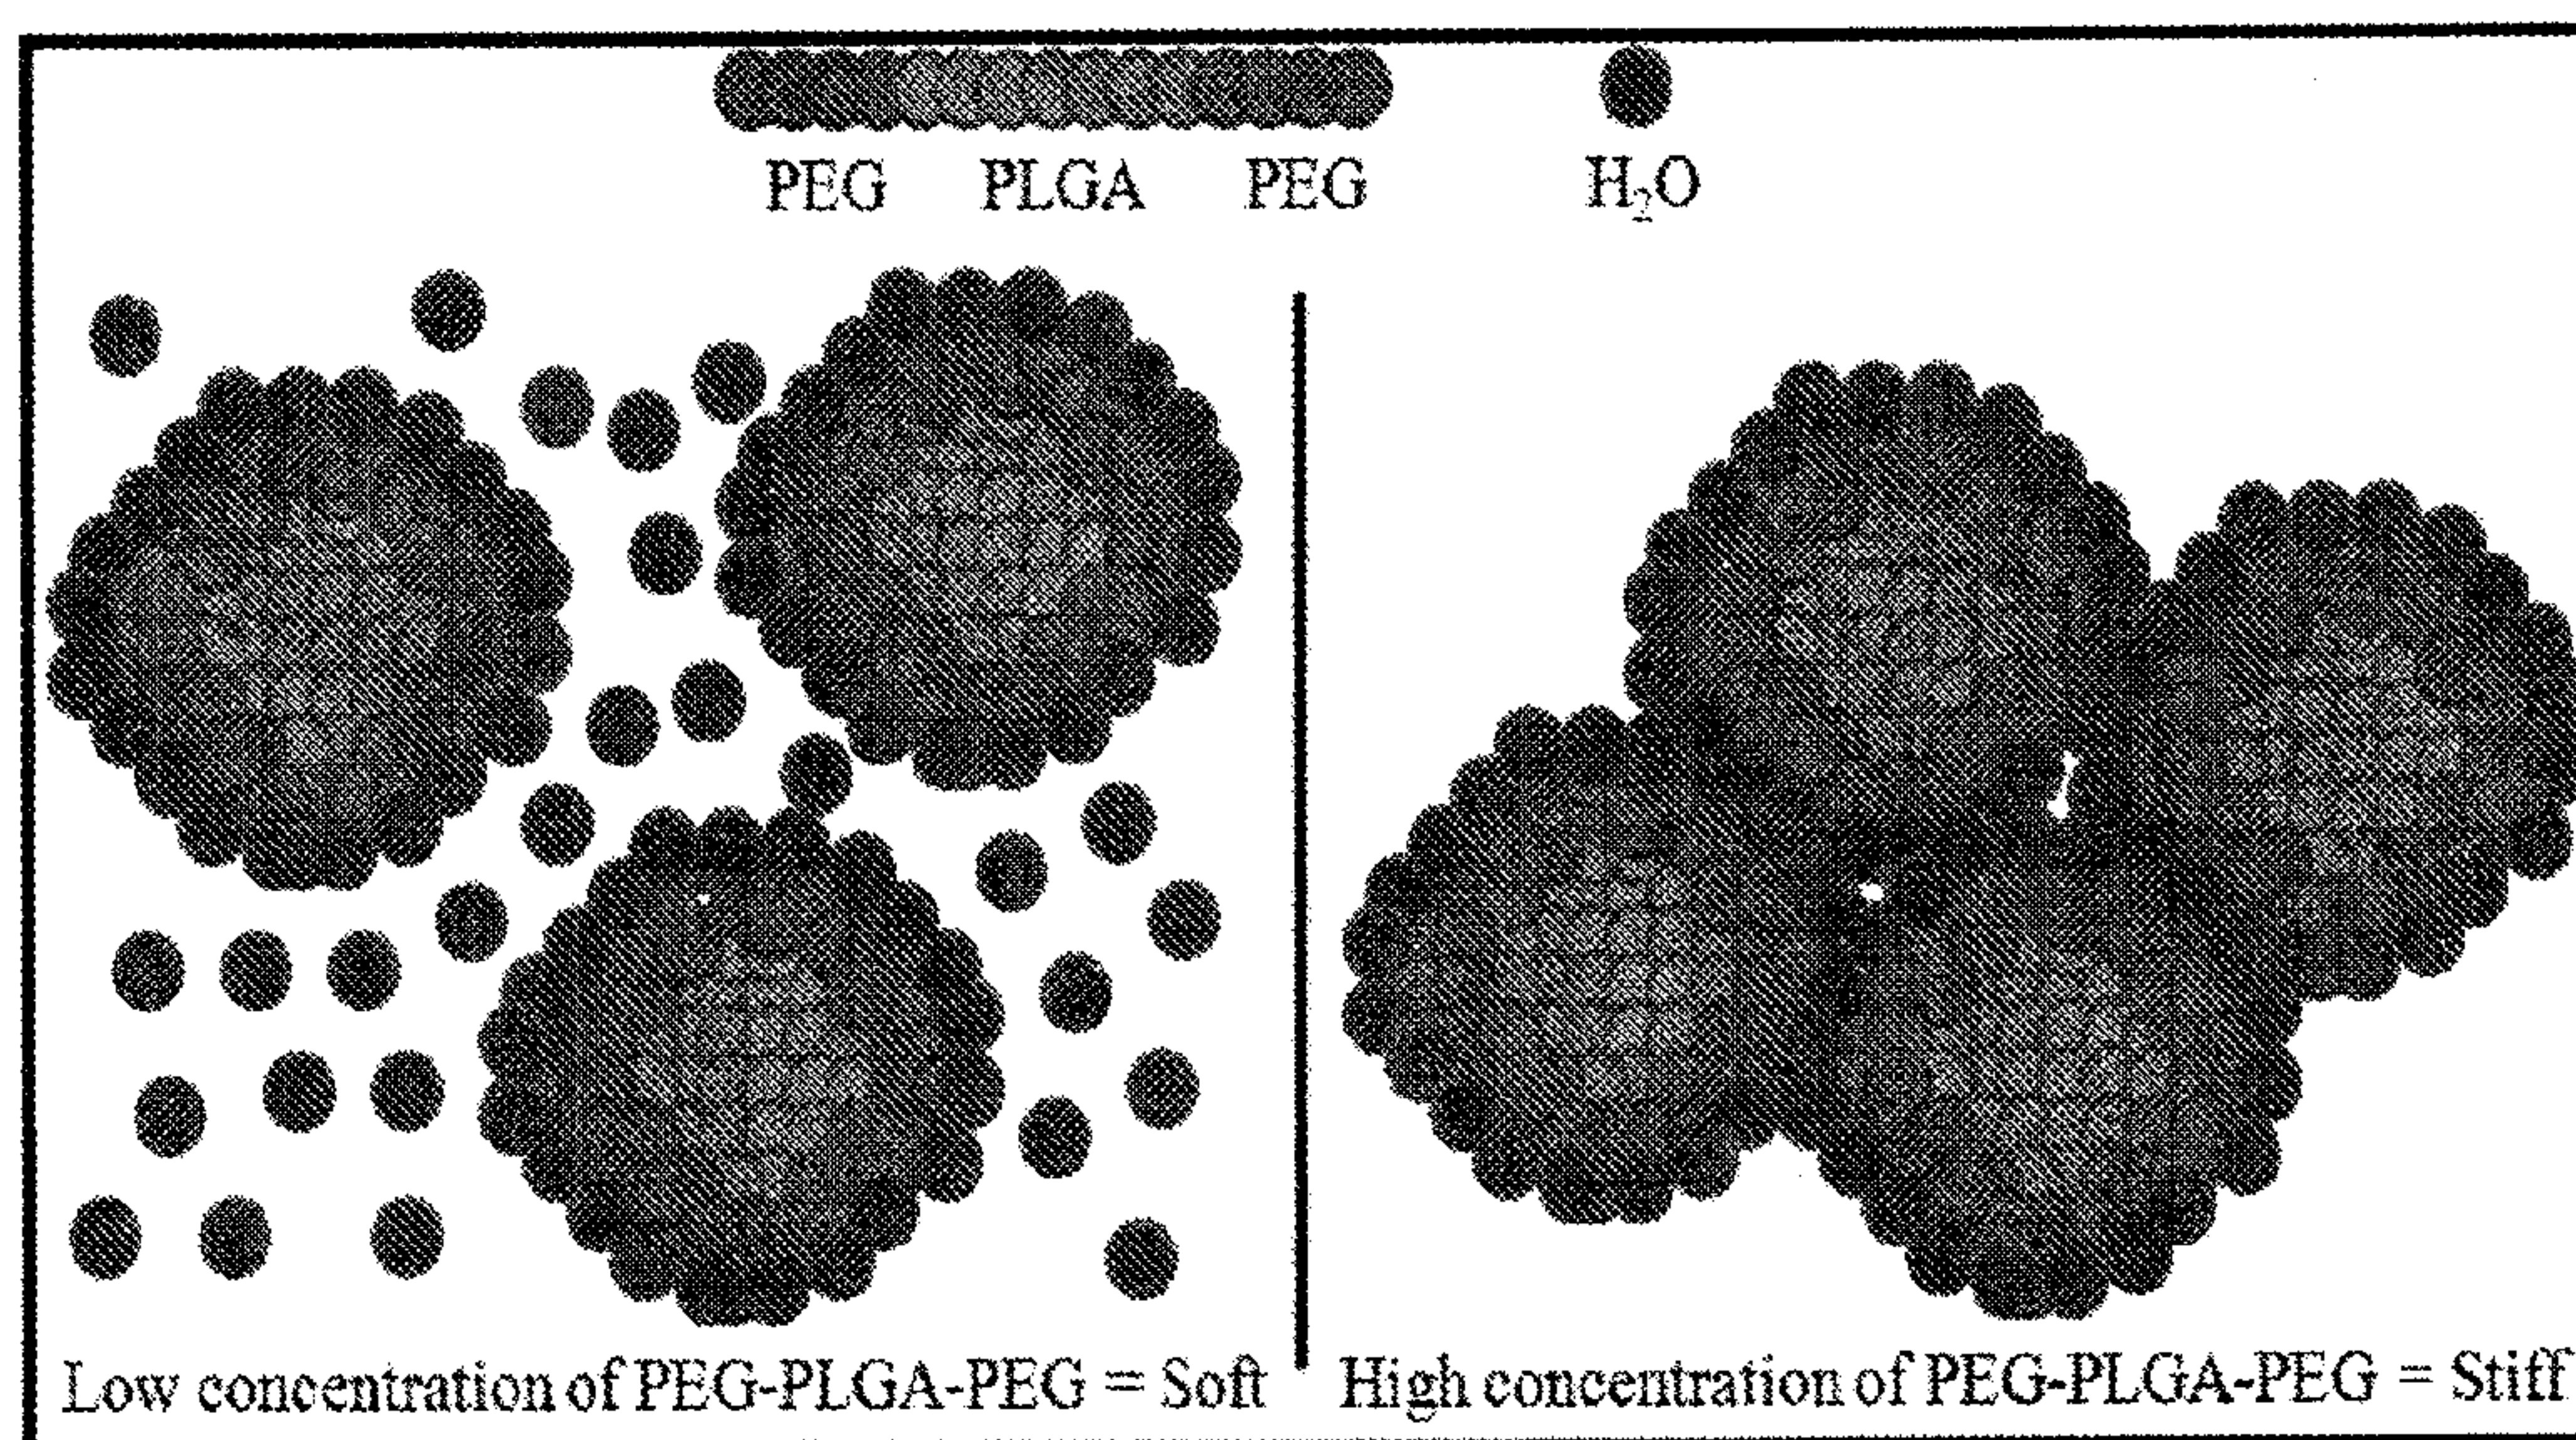 PEG PLGA PEG H₂O
Low concentration of PEG-PLGA-PEG = Soft
High concentration of PEG-PLGA-PEG = Stiff